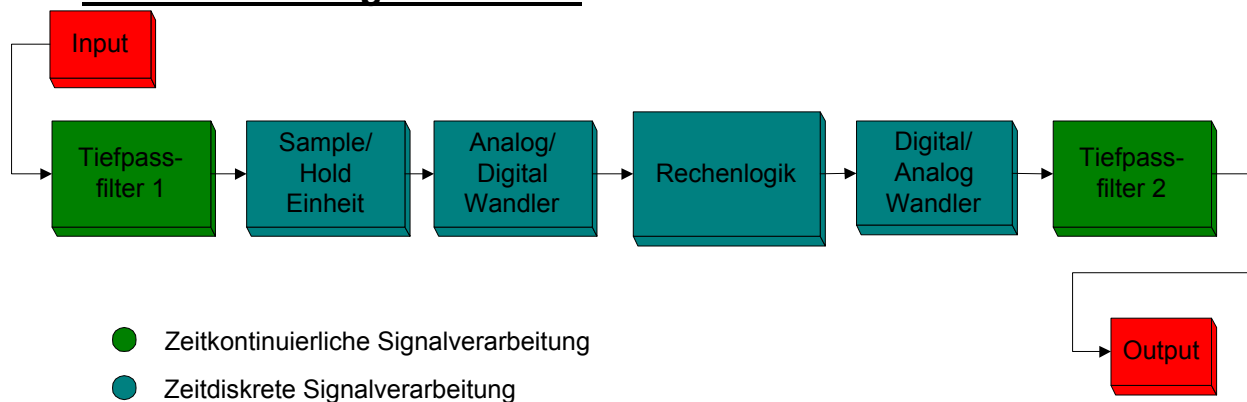 Input
Tiefpass-
filter 1
Sample/
Hold
Einheit
Analog/
Digital
Wandler
Rechenlogik
Digital/
Analog
Wandler
Tiefpass-
filter 2
Output
Zeitkontinuierliche Signalverarbeitung
Zeitdiskrete Signalverarbeitung